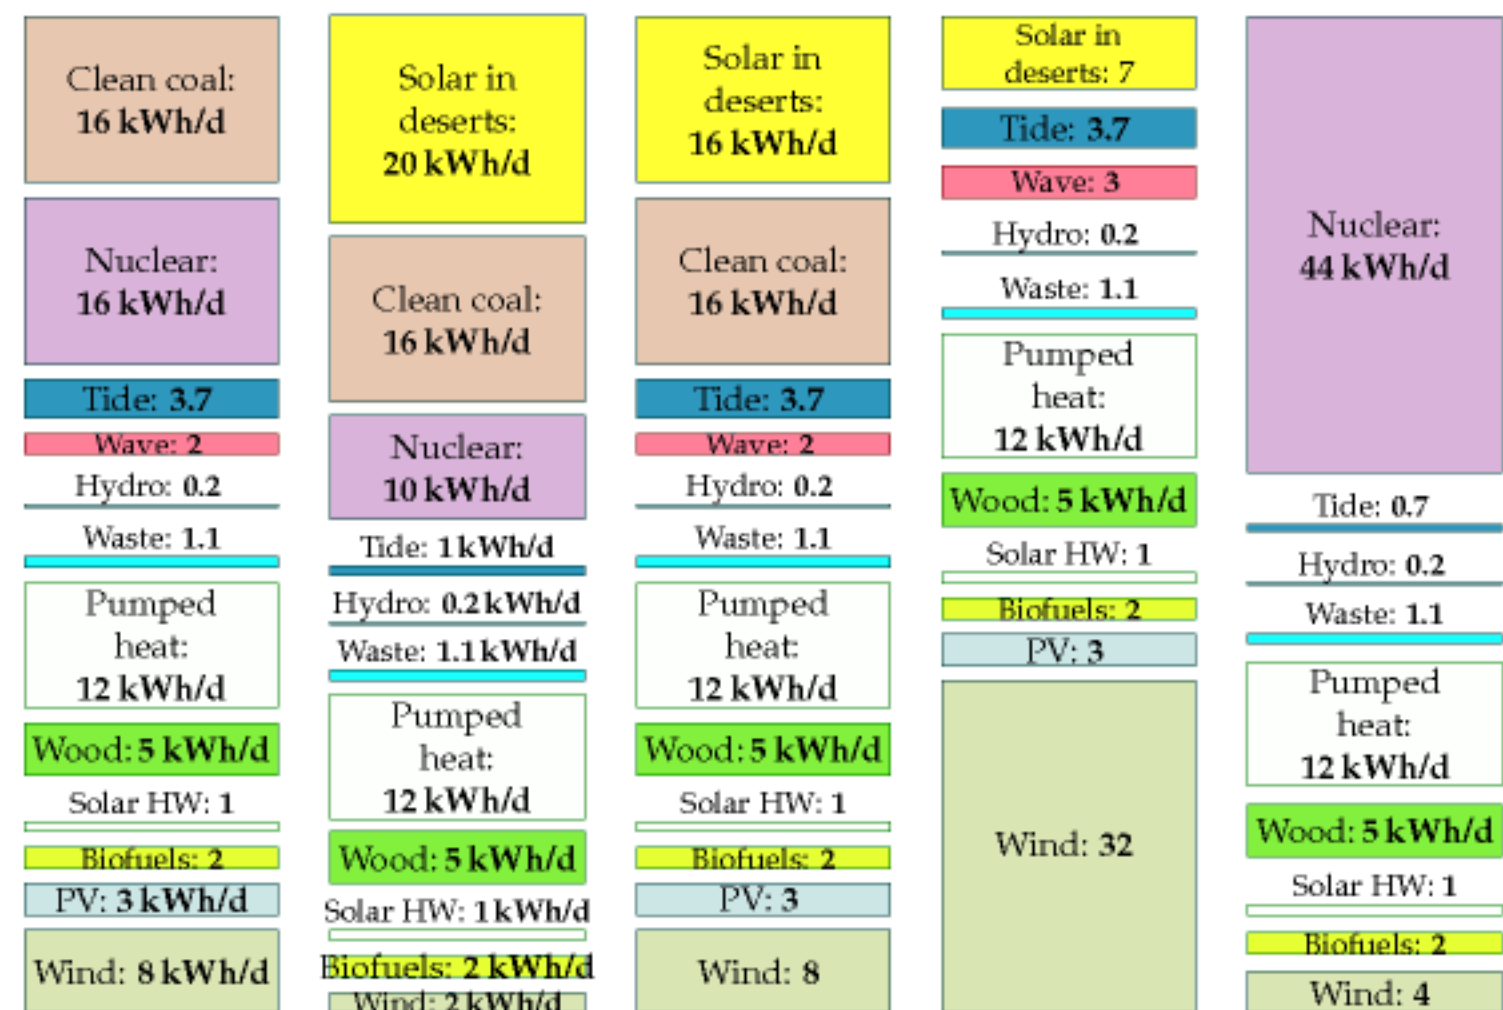 Clean coal:
16 kWh/d
Nuclear:
16 kWh/d
Tide: 3.7
Wave: 2
Hydro: 0.2
Waste: 1.1
Pumped
heat:
12 kWh/d
Wood: 5 kWh/d
Solar HW: 1
Biofuels: 2
PV: 3 kWh/d
Wind: 8 kWh/d
Solar in
deserts:
20 kWh/d
Clean coal:
16 kWh/d
Nuclear:
10 kWh/d
Tide: 1 kWh/d
Hydro: 0.2 kWh/d
Waste: 1.1 kWh/d
Pumped
heat:
12 kWh/d
Wood: 5 kWh/d
Solar HW: 1 kWh/d
Biofuels: 2 kWh/d
Wind: 2 kWh/d
Solar in
deserts:
16 kWh/d
Clean coal:
16 kWh/d
Tide: 3.7
Wave: 2
Hydro: 0.2
Waste: 1.1
Pumped
heat:
12 kWh/d
Wood: 5 kWh/d
Solar HW: 1
Biofuels: 2
PV: 3
Wind: 8
Solar in
deserts: 7
Tide: 3.7
Wave: 3
Hydro: 0.2
Waste: 1.1
Pumped
heat:
12 kWh/d
Wood: 5 kWh/d
Solar HW: 1
Biofuels: 2
PV: 3
Wind: 32
Nuclear:
44 kWh/d
Tide: 0.7
Hydro: 0.2
Waste: 1.1
Pumped
heat:
12 kWh/d
Wood: 5 kWh/d
Solar HW: 1
Biofuels: 2
Wind: 4